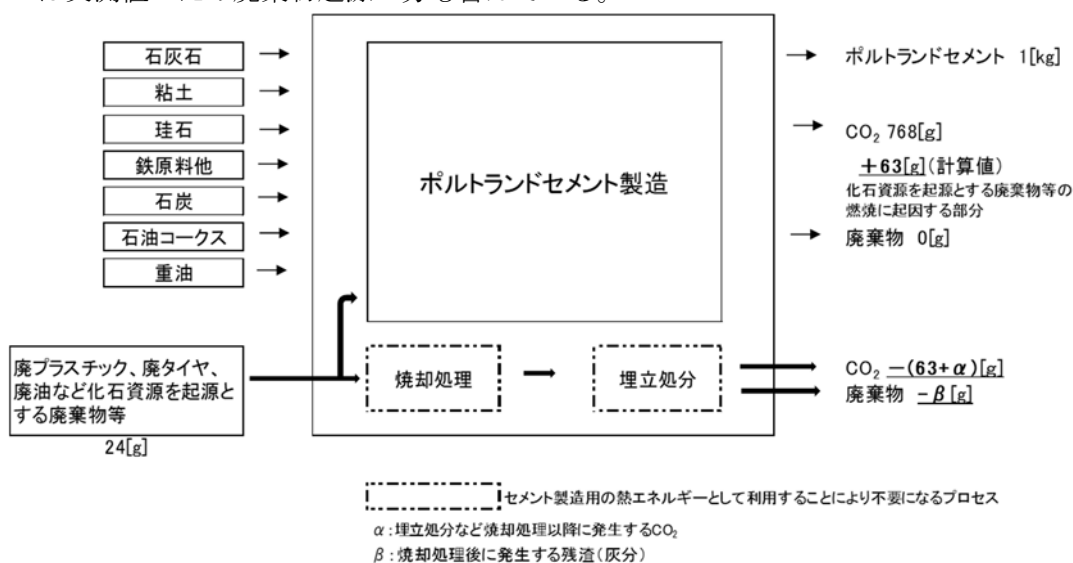 石灰石
粘土
珪石
鉄原料他
石炭
石油コークス
重油
廃プラスチック、廃タイヤ、
廃油など化石資源を起源と
する廃棄物等
24[g]
ポルトランドセメント製造
焼却処理
埋立処分
ポルトランドセメント 1[kg]
CO₂ 768[g]
＋63[g](計算値)
化石資源を起源とする廃棄物等の
燃焼に起因する部分
廃棄物 0[g]
CO₂ －(63+α)[g]
廃棄物 －β[g]
セメント製造用の熱エネルギーとして利用することにより不要になるプロセス
α：埋立処分など焼却処理以降に発生するCO₂
β：焼却処理後に発生する残渣(灰分)